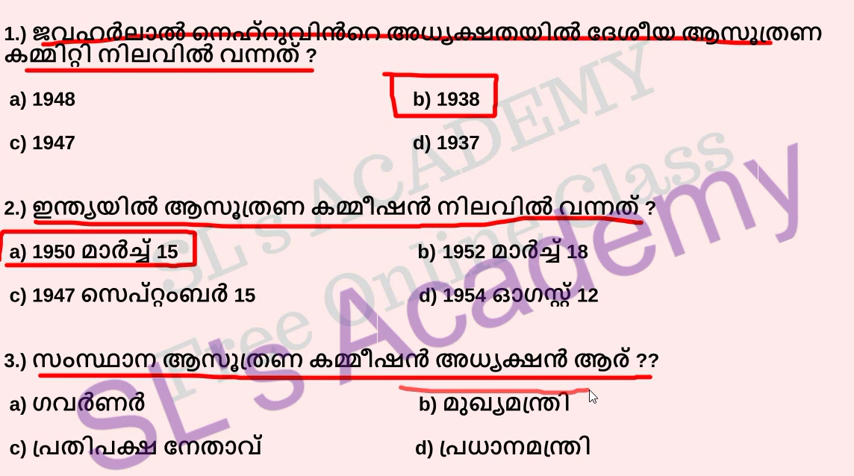 1.) ജവഹർലാൽ നെഹ്റുവിൻറെ അധ്യക്ഷതയിൽ ദേശീയ ആസൂത്രണ
കമ്മിറ്റി നിലവിൽ വന്നത് ?
a) 1948 b) 1938
c) 1947 d) 1937
2.) ഇന്ത്യയിൽ ആസൂത്രണ കമ്മീഷൻ നിലവിൽ വന്നത് ?
a) 1950 മാർച്ച് 15 b) 1952 മാർച്ച് 18
c) 1947 സെപ്റ്റംബർ 15 d) 1954 ഓഗസ്റ്റ് 12
3.) സംസ്ഥാന ആസൂത്രണ കമ്മീഷൻ അധ്യക്ഷൻ ആര് ??
a) ഗവർണർ b) മുഖ്യമന്ത്രി
c) പ്രതിപക്ഷ നേതാവ് d) പ്രധാനമന്ത്രി
SL's ACADEMY
Free Online Class
SL's Academy